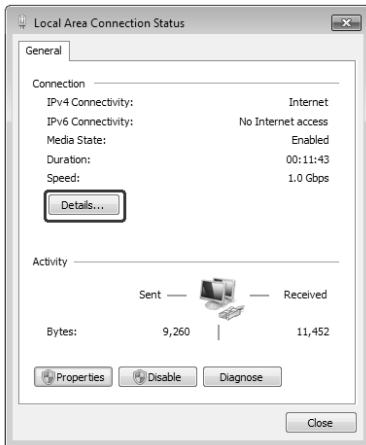 Local Area Connection Status
General
Connection
IPv4 Connectivity: Internet
IPv6 Connectivity: No Internet access
Media State: Enabled
Duration: 00:11:43
Speed: 1.0 Gbps
Details...
Activity
Sent — Received
Bytes: 9,260 | 11,452
Properties Disable Diagnose
Close